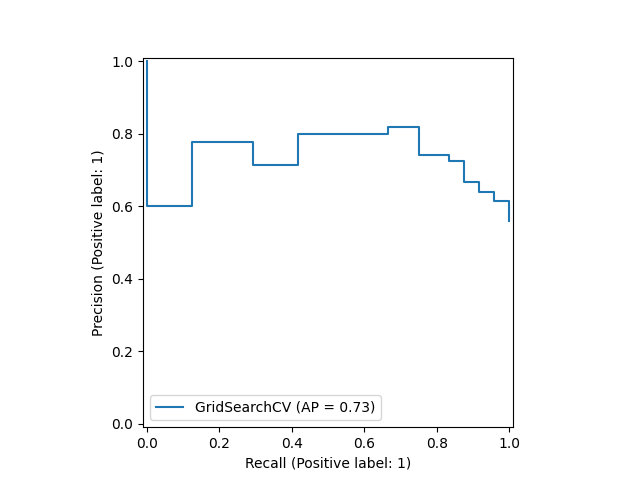 1.0
0.8
0.6
0.4
0.2
0.0
Precision (Positive label: 1)
GridSearchCV (AP = 0.73)
0.0 0.2 0.4 0.6 0.8 1.0
Recall (Positive label: 1)